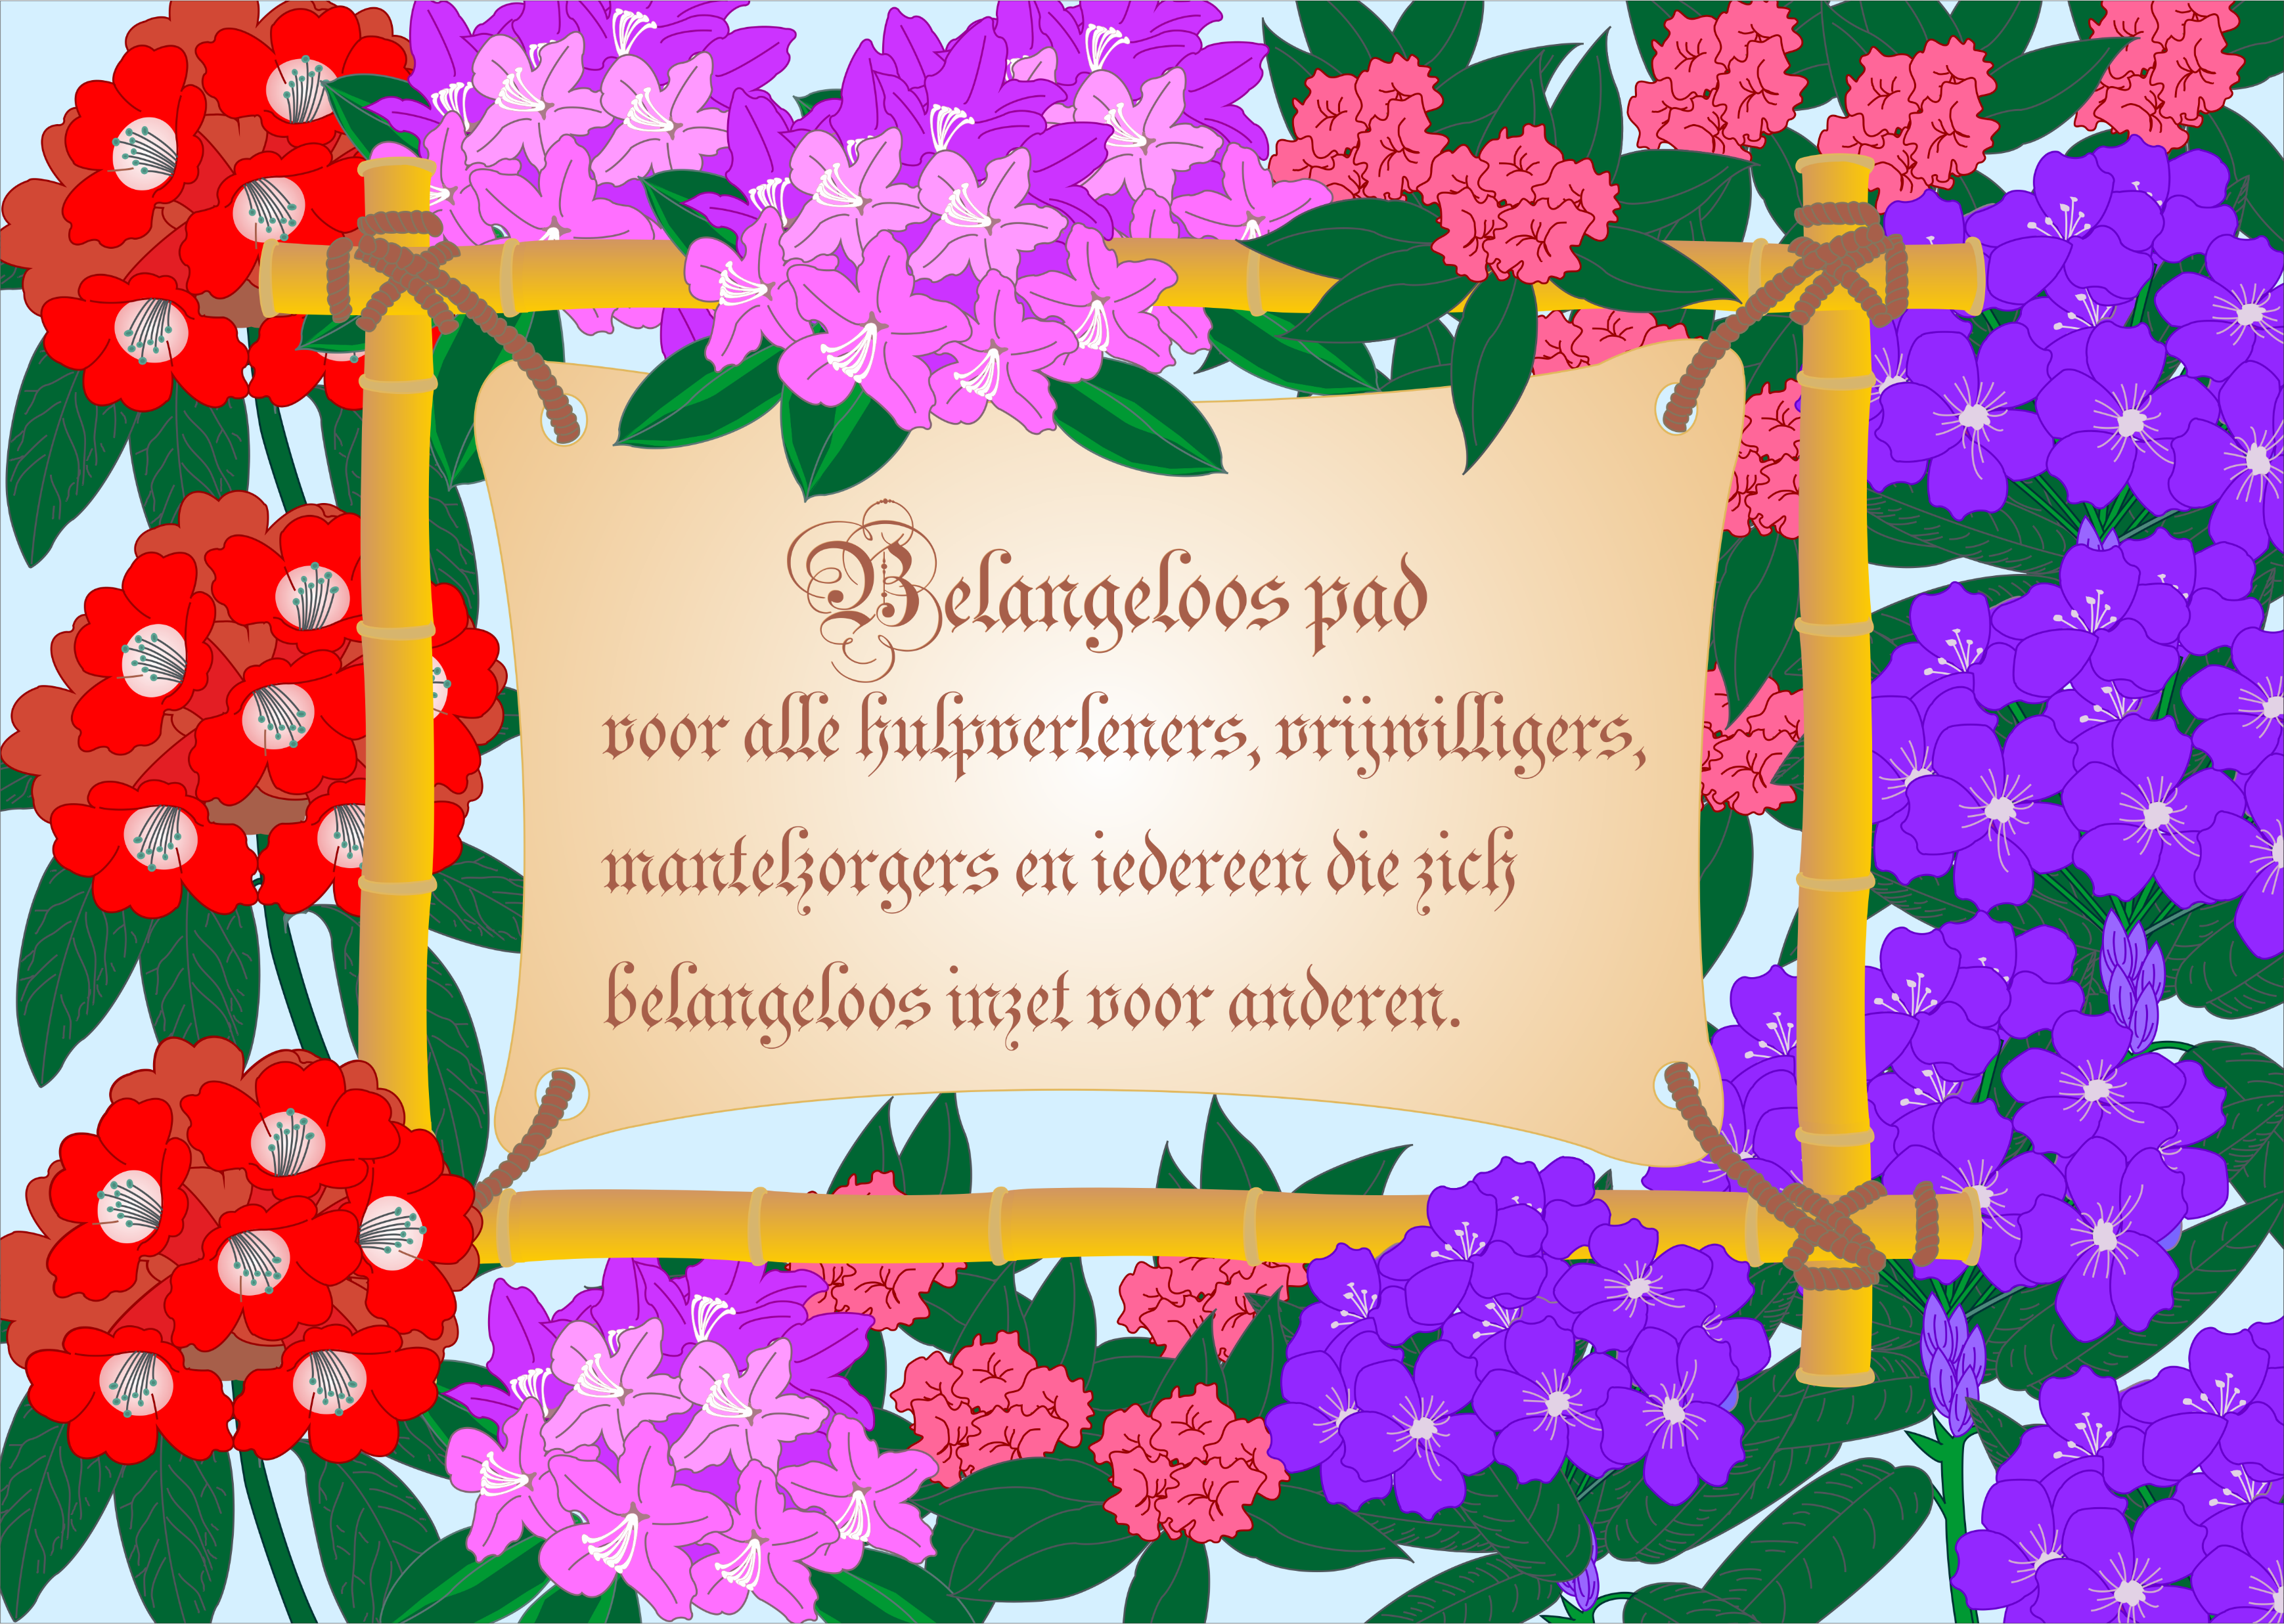 Belangeloos pad
voor alle hulpverleners, vrijwilligers,
mantelzorgers en iedereen die zich
belangeloos inzet voor anderen.